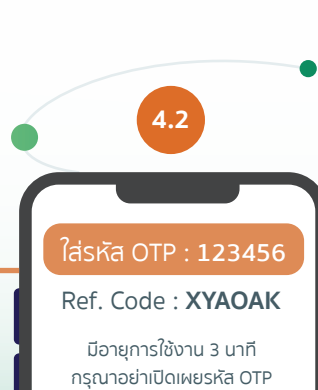 4.2
ใส่รหัส OTP : 123456
Ref. Code : XYAOAK
มีอายุการใช้งาน 3 นาที
กรุณาอย่าเปิดเผยรหัส OTP